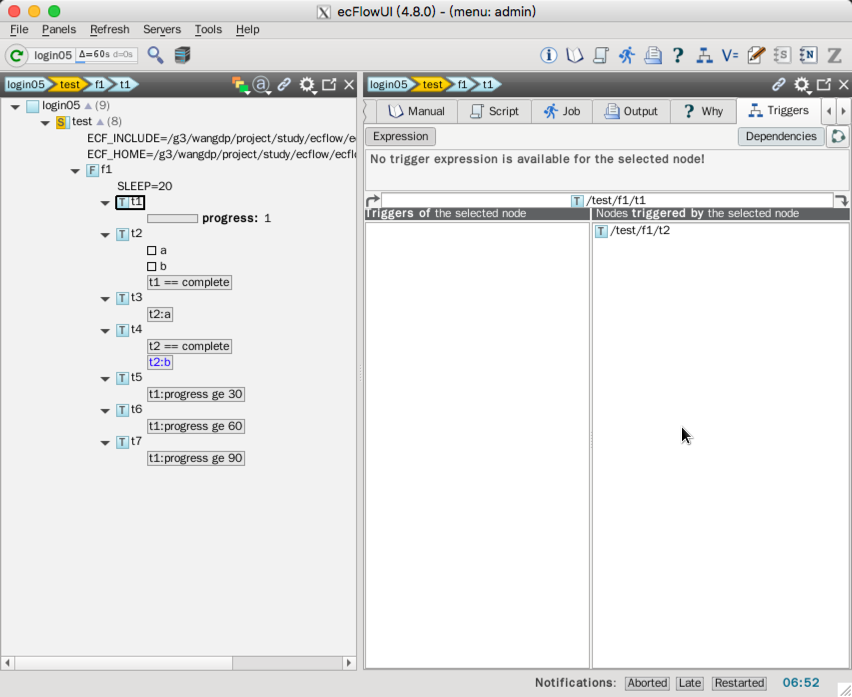 ecFlowUI (4.8.0) - (menu: admin)
File Panels Refresh Servers Tools Help
login05 Δ=60s d=0s
login05 test f1 t1
login05 (9)
test (8)
ECF_INCLUDE=/g3/wangdp/project/study/ecflow/e
ECF_HOME=/g3/wangdp/project/study/ecflow/ecfl
f1
SLEEP=20
t1
progress: 1
t2
a
b
t1 == complete
t3
t2:a
t4
t2 == complete
t2:b
t5
t1:progress ge 30
t6
t1:progress ge 60
t7
t1:progress ge 90
login05 test f1 t1
Manual Script Job Output ? Why Triggers
Expression Dependencies
No trigger expression is available for the selected node!
T /test/f1/t1
Triggers of the selected node
Nodes triggered by the selected node
T /test/f1/t2
Notifications: Aborted Late Restarted 06:52